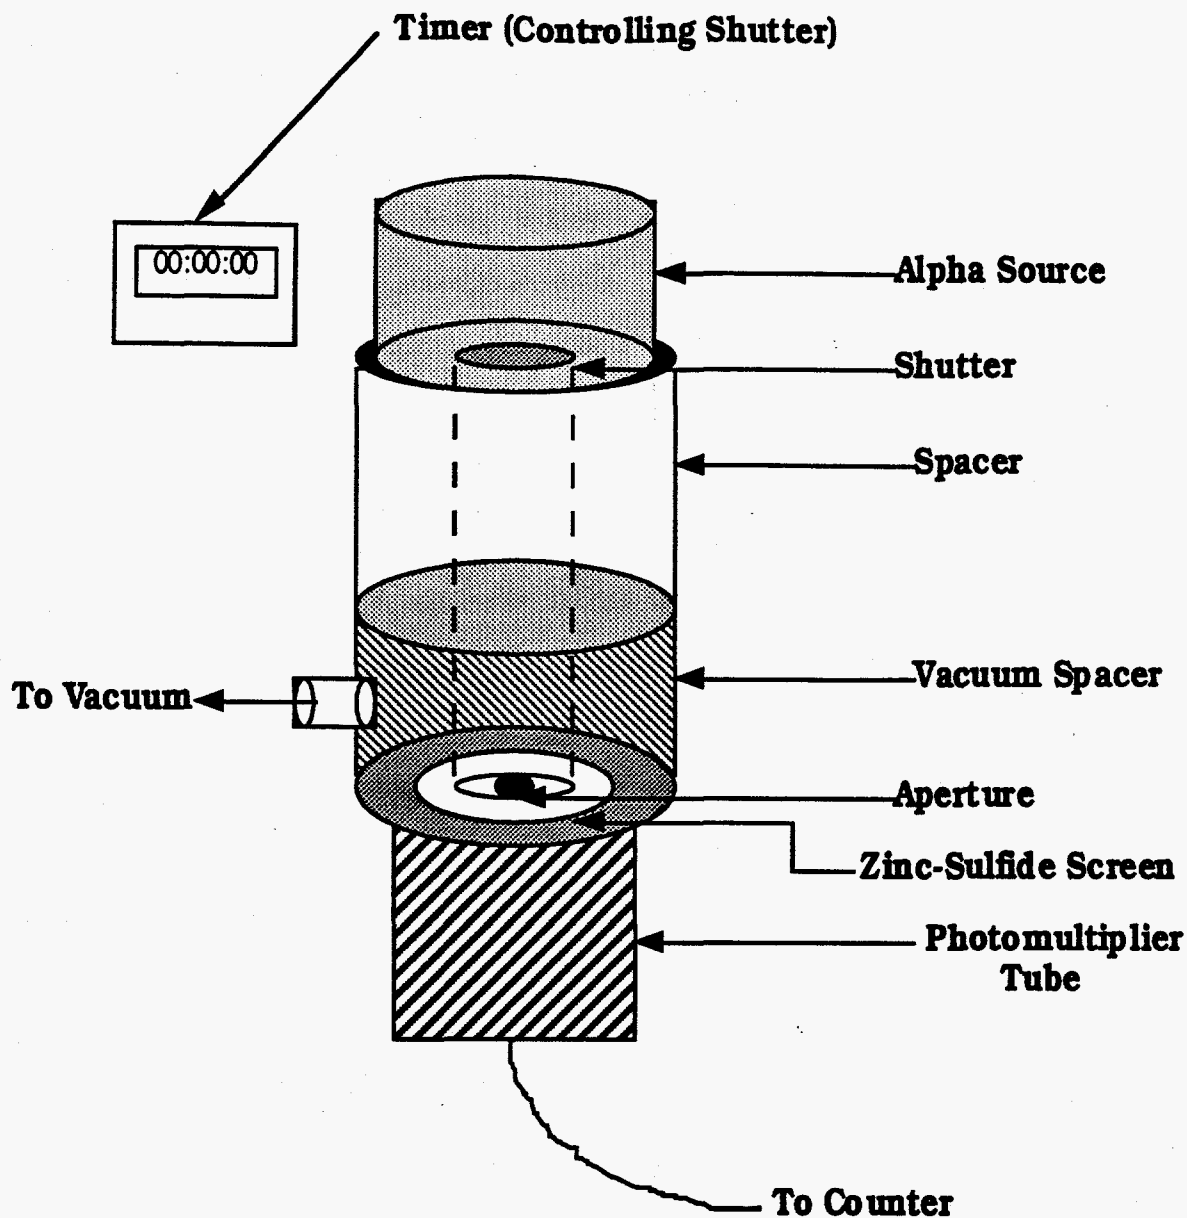 Timer (Controlling Shutter)
00:00:00
Alpha Source
Shutter
Spacer
Vacuum Spacer
To Vacuum
Aperture
Zinc-Sulfide Screen
Photomultiplier
Tube
To Counter